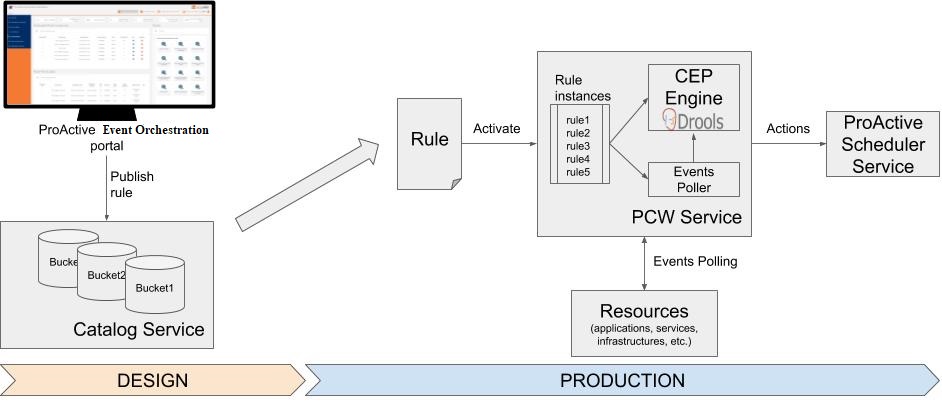 ProActive Event Orchestration
portal
Publish
rule
Bucket2
Bucket1
Catalog Service
Rule
Activate
Rule
instances
rule1
rule2
rule3
rule4
rule5
CEP
Engine
Drools
Events
Poller
PCW Service
Actions
ProActive
Scheduler
Service
Events Polling
Resources
(applications, services,
infrastructures, etc.)
DESIGN
PRODUCTION